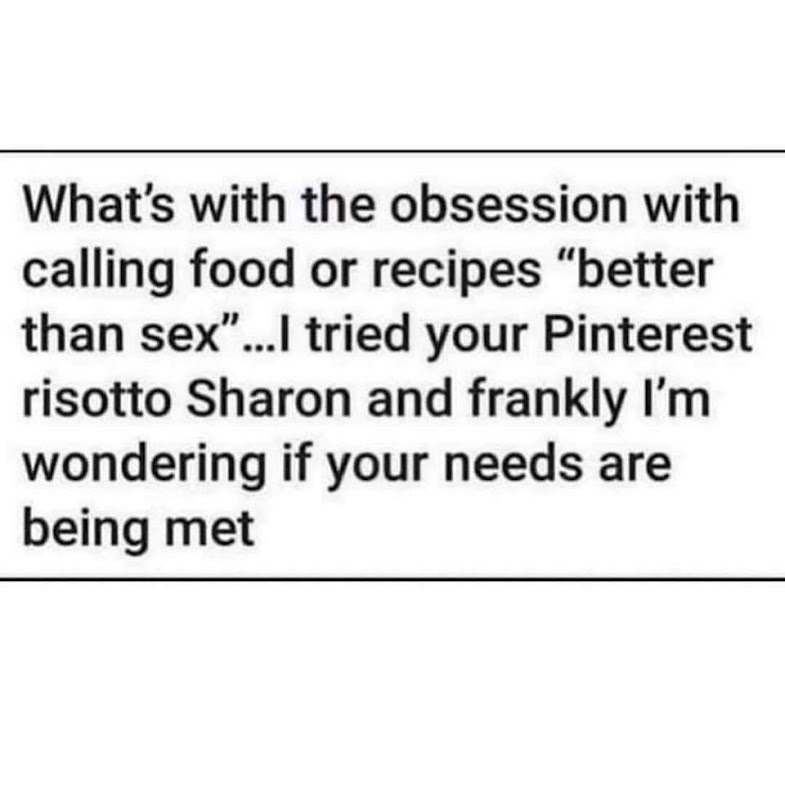 What’s with the obsession with
calling food or recipes “better
than sex”...I tried your Pinterest
risotto Sharon and frankly I’m
wondering if your needs are
being met